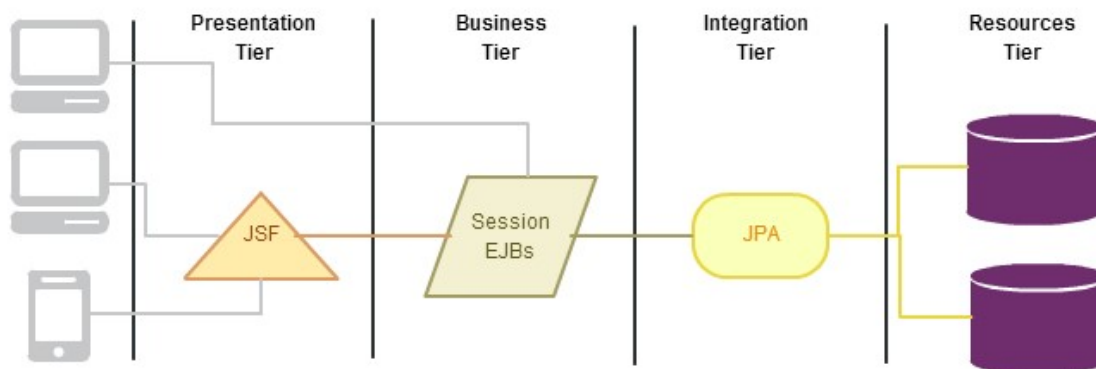 Presentation
Tier
Business
Tier
Integration
Tier
Resources
Tier
JSF
Session
EJBs
JPA